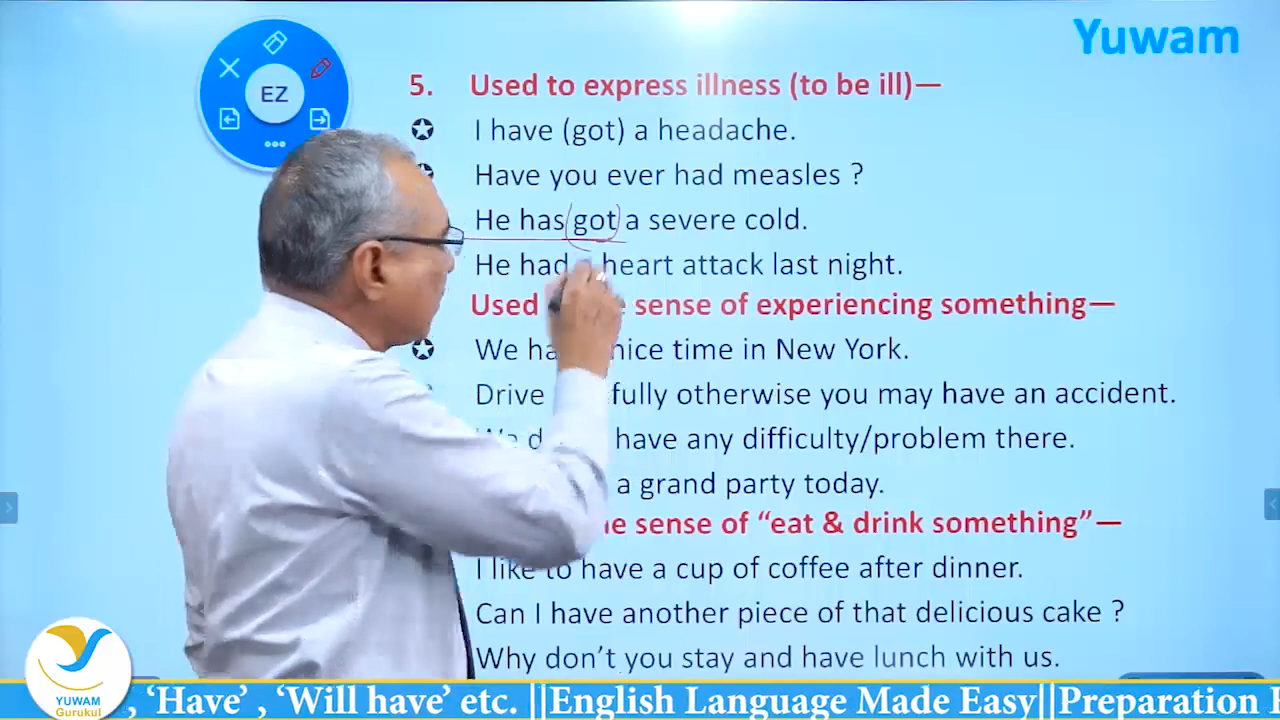 Yuwam
EZ
5. Used to express illness (to be ill)—
I have (got) a headache.
Have you ever had measles ?
He has got a severe cold.
He had heart attack last night.
Used sense of experiencing something—
We nice time in New York.
Drive otherwise you may have an accident.
have any difficulty/problem there.
a grand party today.
sense of “eat & drink something”—
I like to have a cup of coffee after dinner.
Can I have another piece of that delicious cake ?
Why don’t you stay and have lunch with us.
YUWAM
Gurukul
, ‘Have’ , ‘Will have’ etc. ||English Language Made Easy||Preparation